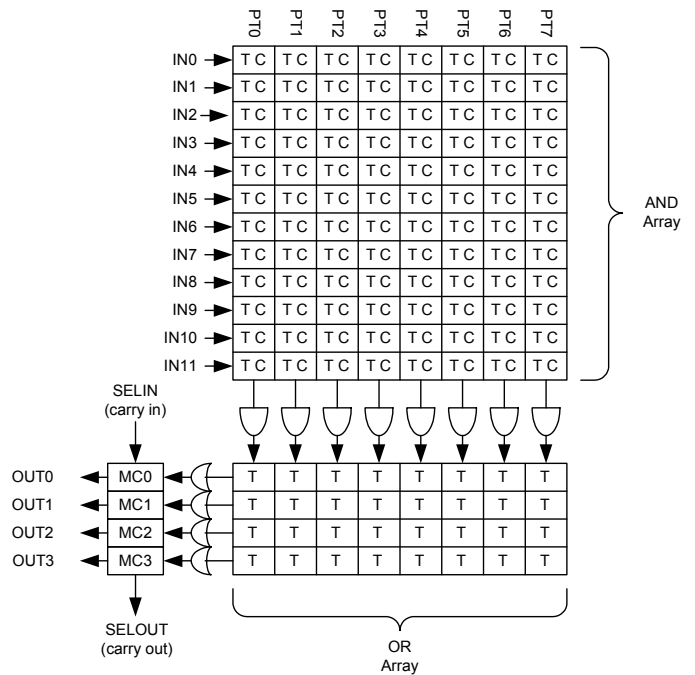 PT0 PT1 PT2 PT3 PT4 PT5 PT6 PT7
IN0 T C T C T C T C T C T C T C T C
IN1 T C T C T C T C T C T C T C T C
IN2 T C T C T C T C T C T C T C T C
IN3 T C T C T C T C T C T C T C T C
IN4 T C T C T C T C T C T C T C T C
IN5 T C T C T C T C T C T C T C T C
IN6 T C T C T C T C T C T C T C T C
IN7 T C T C T C T C T C T C T C T C
IN8 T C T C T C T C T C T C T C T C
IN9 T C T C T C T C T C T C T C T C
IN10 T C T C T C T C T C T C T C T C
IN11 T C T C T C T C T C T C T C T C
AND
Array
SELIN
(carry in)
OUT0 MC0 T T T T T T T T
OUT1 MC1 T T T T T T T T
OUT2 MC2 T T T T T T T T
OUT3 MC3 T T T T T T T T
SELOUT
(carry out)
OR
Array